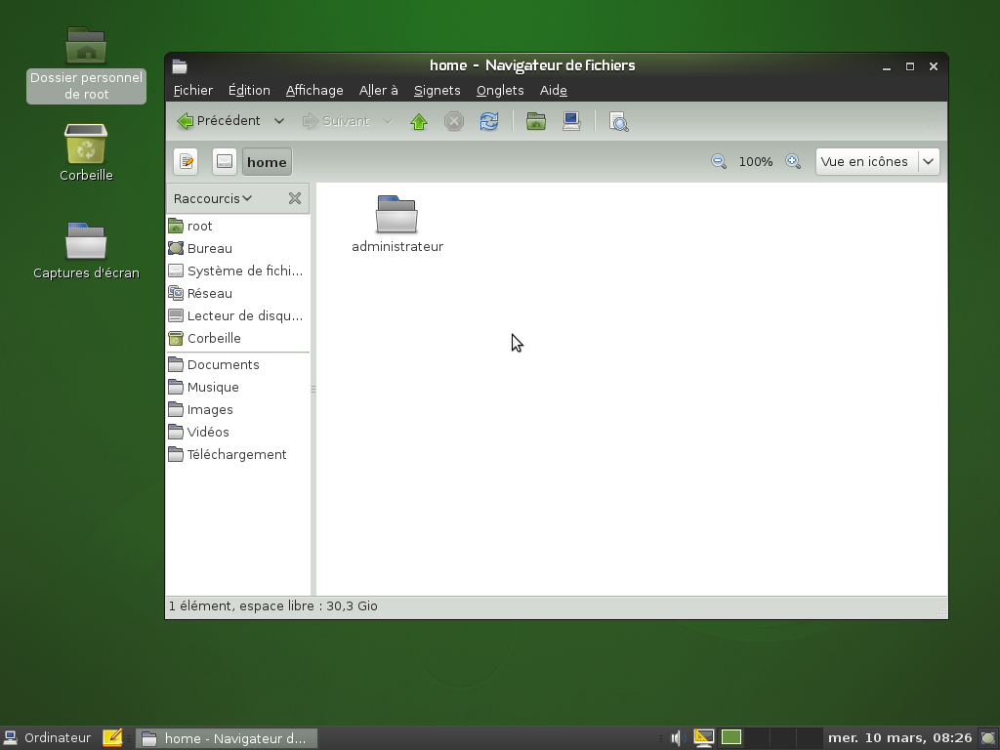 Dossier personnel
de root
Corbeille
Captures d'écran
home - Navigateur de fichiers
Fichier Édition Affichage Aller à Signets Onglets Aide
Précédent Suivant
home 100% Vue en icônes
Raccourcis
root
Bureau
Système de fichi...
Réseau
Lecteur de disqu...
Corbeille
Documents
Musique
Images
Vidéos
Téléchargement
administrateur
1 élément, espace libre : 30,3 Gio
Ordinateur home - Navigateur d... mer. 10 mars, 08:26